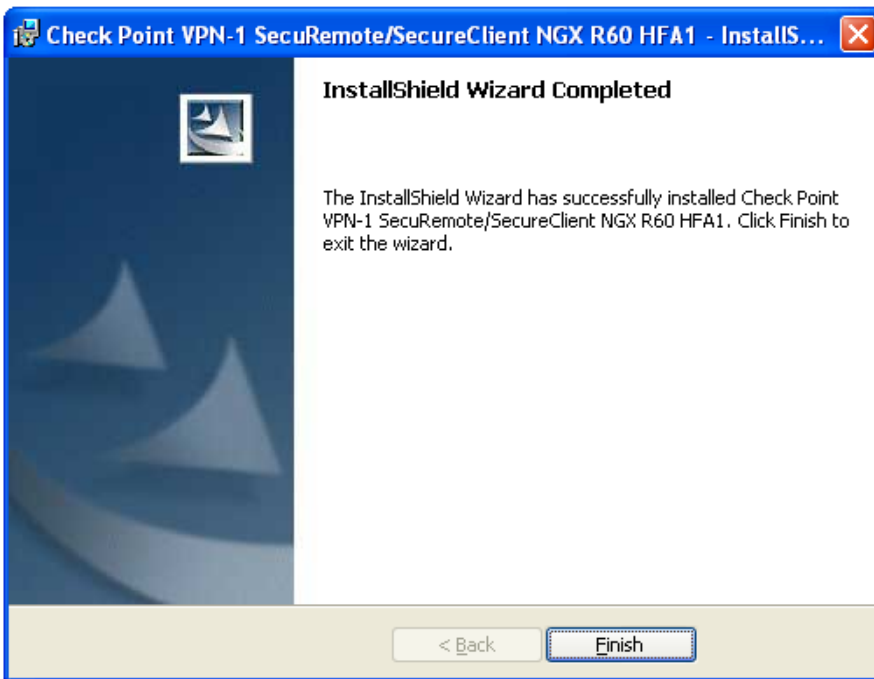 Check Point VPN-1 SecuRemote/SecureClient NGX R60 HFA1 - InstallS...
InstallShield Wizard Completed
The InstallShield Wizard has successfully installed Check Point
VPN-1 SecuRemote/SecureClient NGX R60 HFA1. Click Finish to
exit the wizard.
< Back
Finish